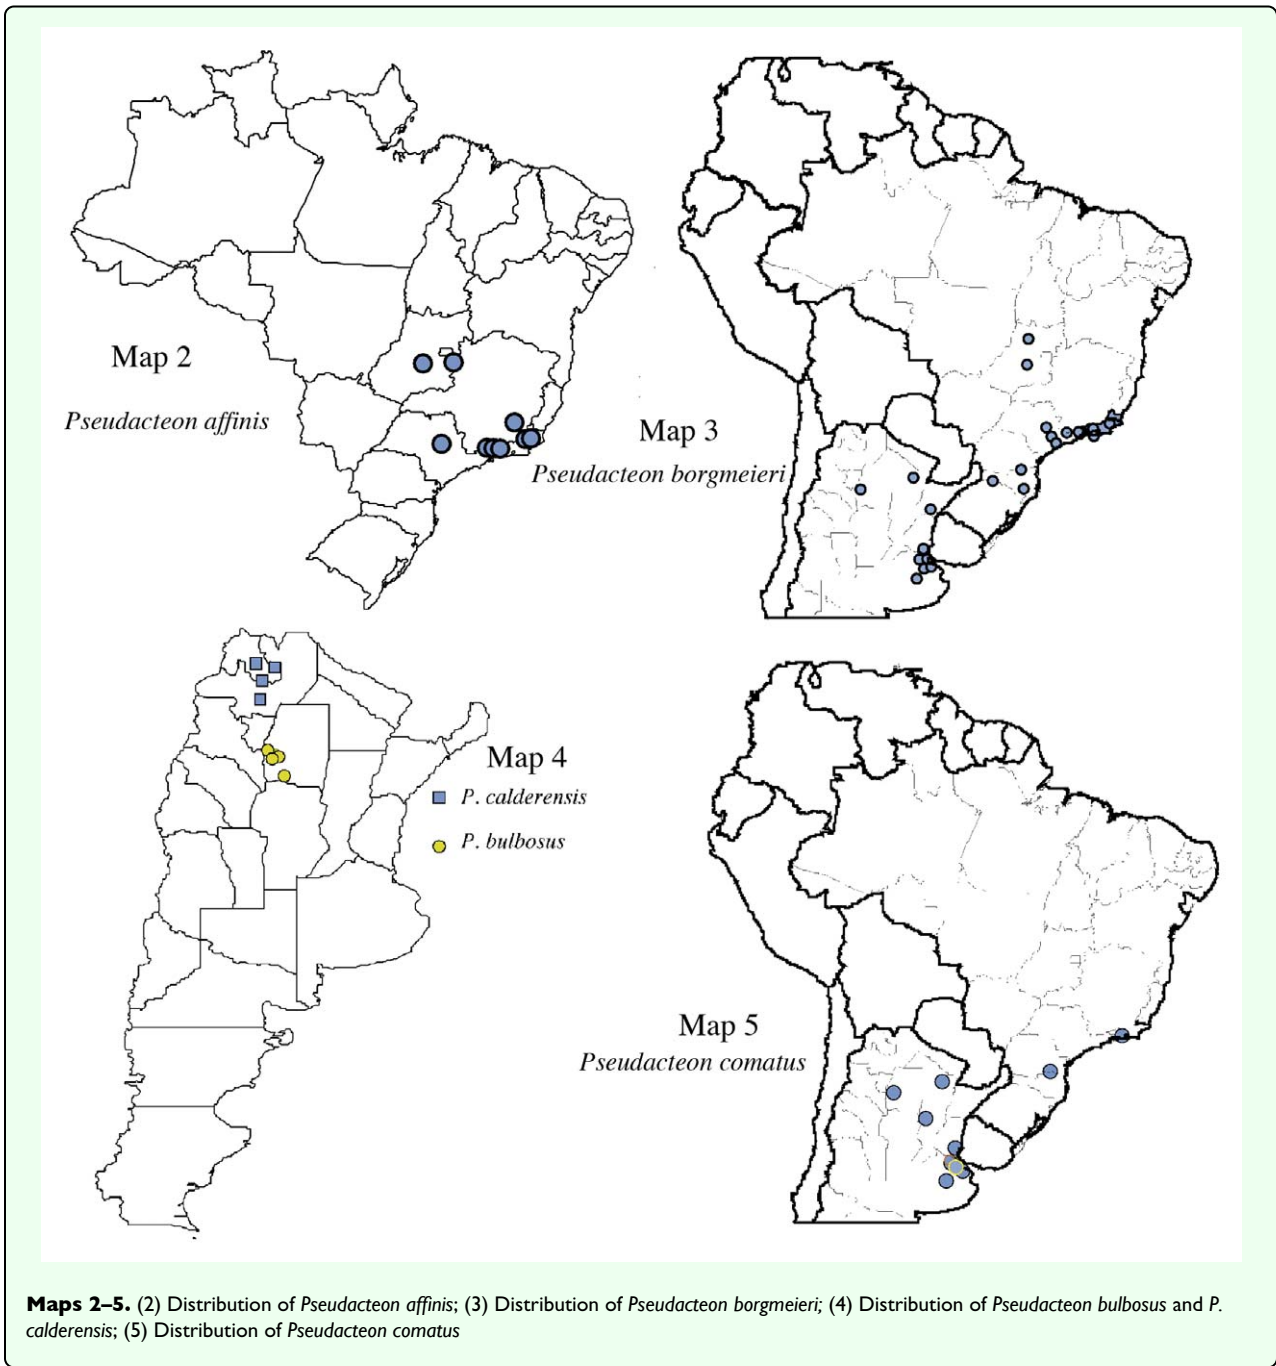 Map 2
Pseudacteon affinis
Map 3
Pseudacteon borgmeieri
Map 4
P. calderensis
P. bulbosus
Map 5
Pseudacteon comatus
Maps 2–5. (2) Distribution of Pseudacteon affinis; (3) Distribution of Pseudacteon borgmeieri; (4) Distribution of Pseudacteon bulbosus and P.
calderensis; (5) Distribution of Pseudacteon comatus